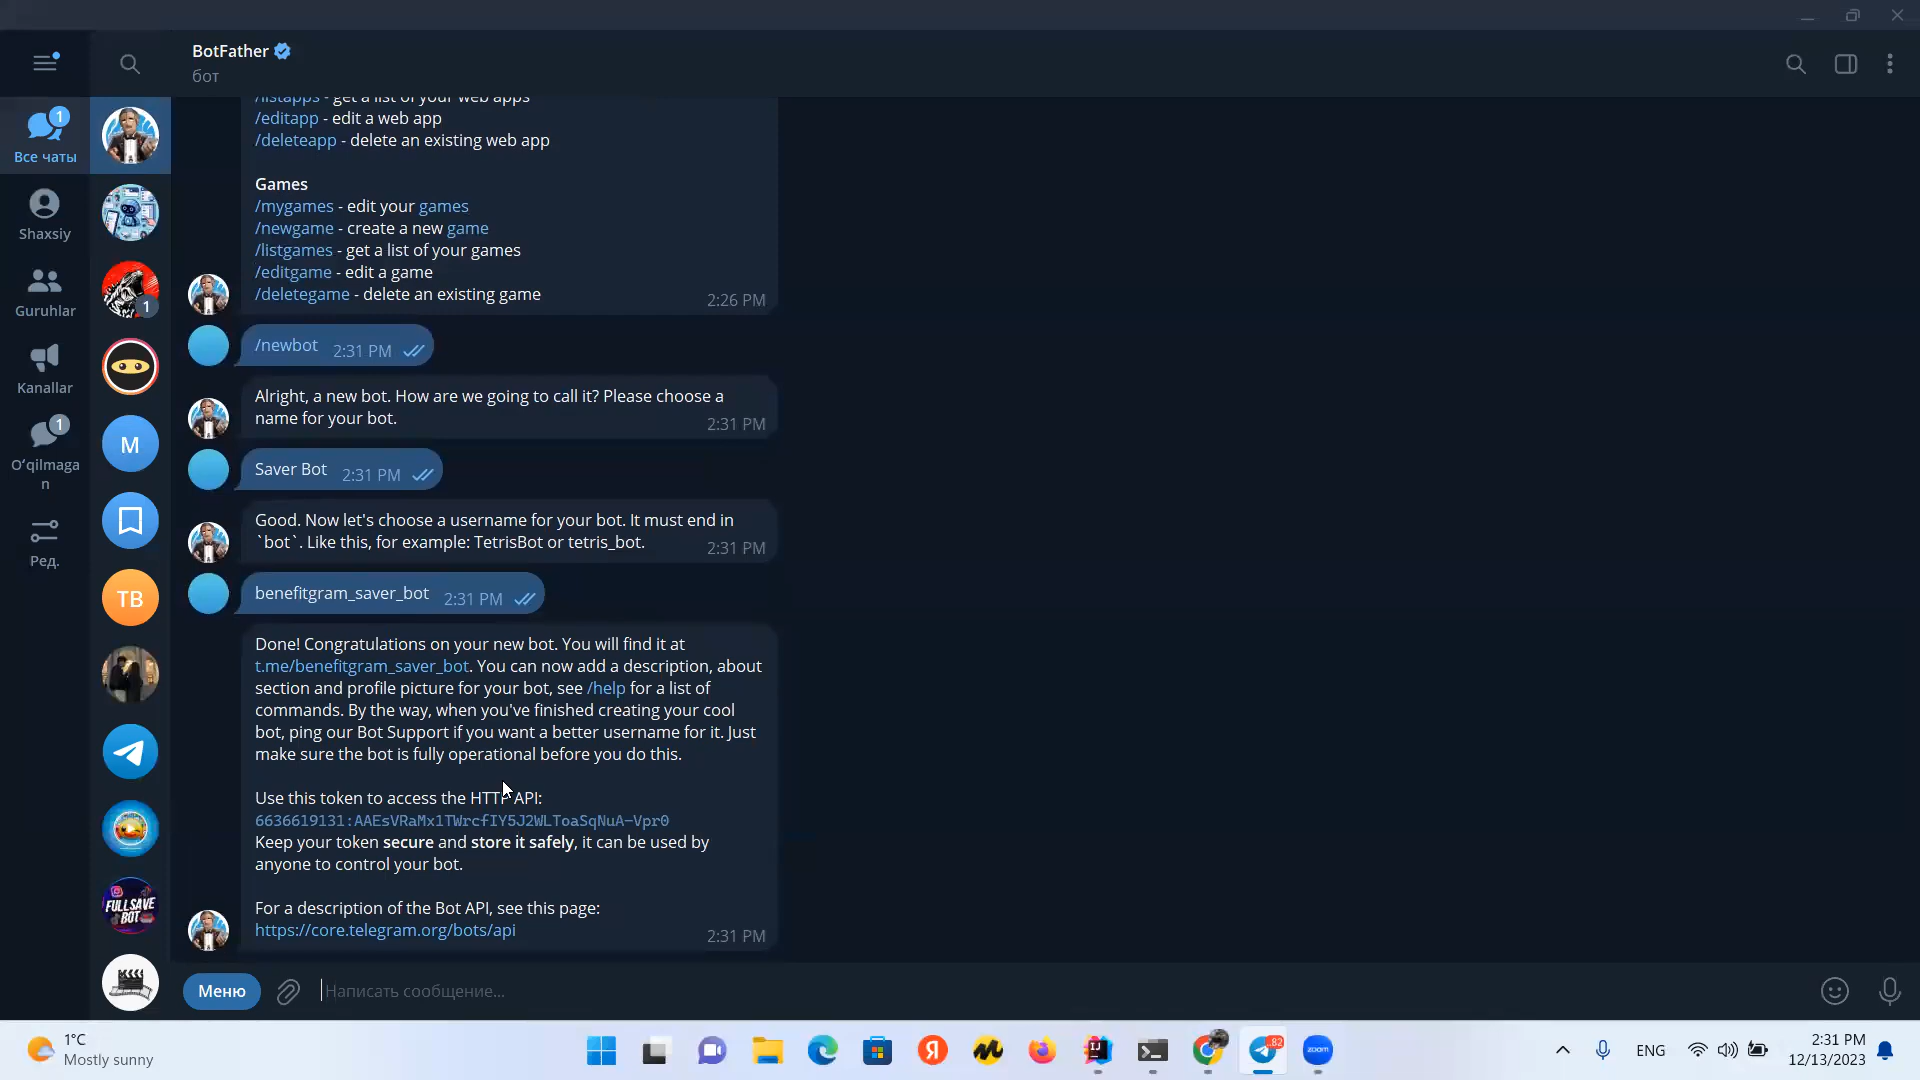 BotFather
бот
Все чаты
1
Shaxsiy
Guruhlar
Kanallar
1
O'qilmaga
n
Ред.
1
M
TB
FULLSAVE
BOT
/listapps - get a list of your web apps
/editapp - edit a web app
/deleteapp - delete an existing web app
Games
/mygames - edit your games
/newgame - create a new game
/listgames - get a list of your games
/editgame - edit a game
/deletegame - delete an existing game
2:26 PM
/newbot 2:31 PM
Alright, a new bot. How are we going to call it? Please choose a
name for your bot.
2:31 PM
Saver Bot 2:31 PM
Good. Now let's choose a username for your bot. It must end in
`bot`. Like this, for example: TetrisBot or tetris_bot.
2:31 PM
benefitgram_saver_bot 2:31 PM
Done! Congratulations on your new bot. You will find it at
t.me/benefitgram_saver_bot. You can now add a description, about
section and profile picture for your bot, see /help for a list of
commands. By the way, when you've finished creating your cool
bot, ping our Bot Support if you want a better username for it. Just
make sure the bot is fully operational before you do this.
Use this token to access the HTTP API:
6636619131:AAEsVRaMx1TWrcfIY5J2WLToaSqNuA-Vpr0
Keep your token secure and store it safely, it can be used by
anyone to control your bot.
For a description of the Bot API, see this page:
https://core.telegram.org/bots/api
2:31 PM
Меню
Написать сообщение...
1°C
Mostly sunny
Я
IJ
82
zoom
ENG
2:31 PM
12/13/2023